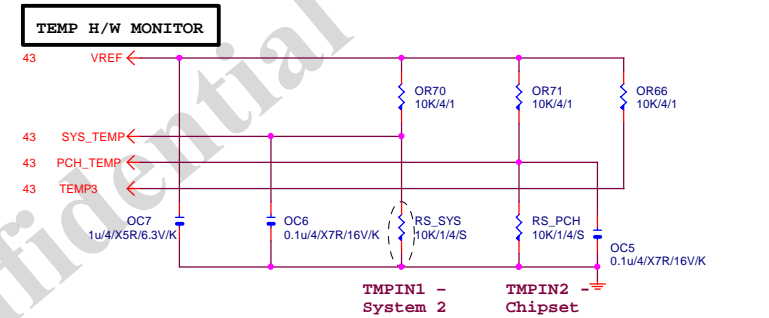 TEMP H/W MONITOR
43 VREF
OR70
10K/4/1
OR71
10K/4/1
OR66
10K/4/1
43 SYS_TEMP
43 PCH_TEMP
43 TEMP3
OC7
1u/4/X5R/6.3V/K
OC6
0.1u/4/X7R/16V/K
RS_SYS
10K/1/4/S
RS_PCH
10K/1/4/S
OC5
0.1u/4/X7R/16V/K
TMPIN1 -
System 2
TMPIN2 -
Chipset
fidential